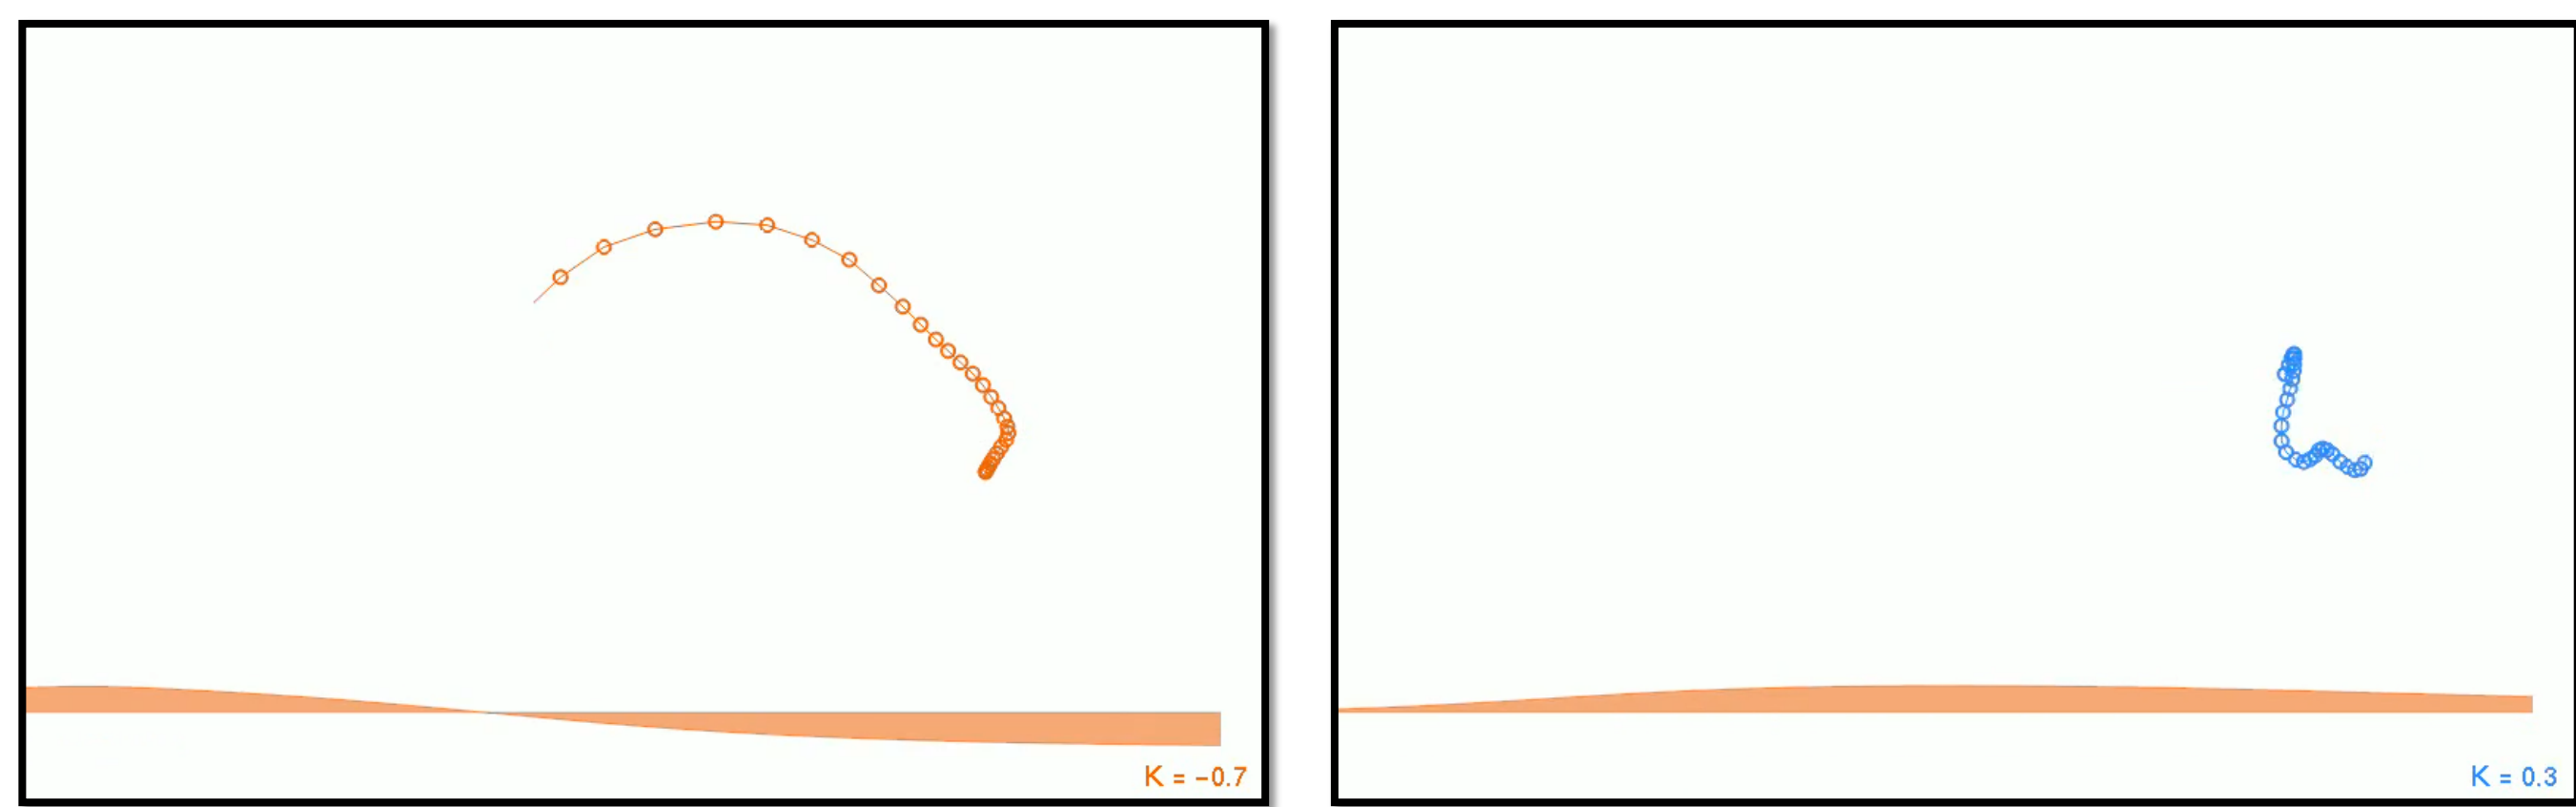 K = −0.7
K = 0.3